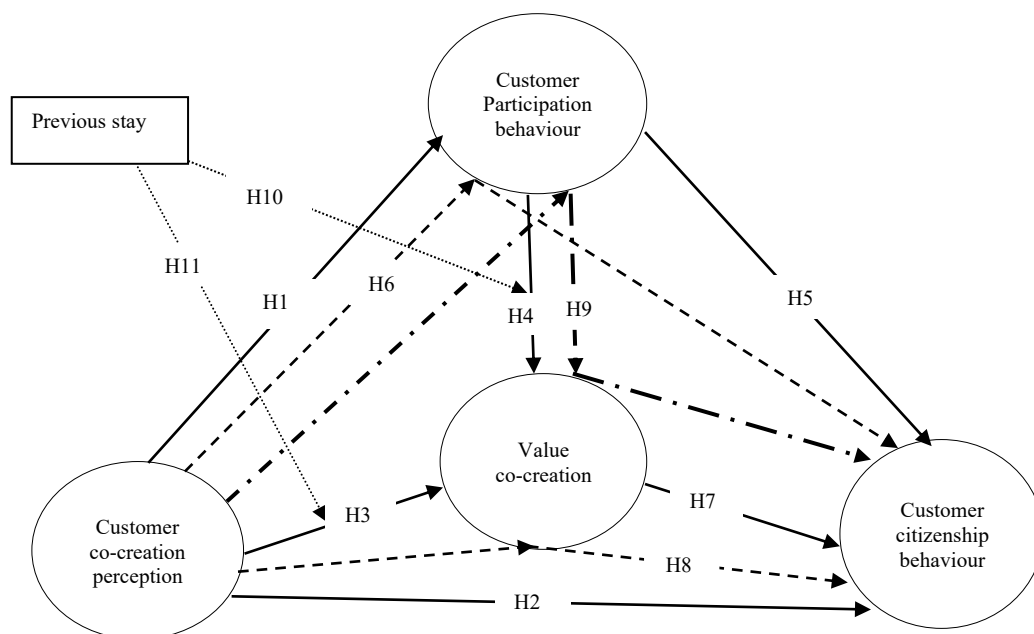 Customer
Participation
behaviour
Previous stay
H10
H11
H6
H1
H5
H4
H9
Value
co-creation
H3
H7
Customer
co-creation
perception
Customer
citizenship
behaviour
H8
H2